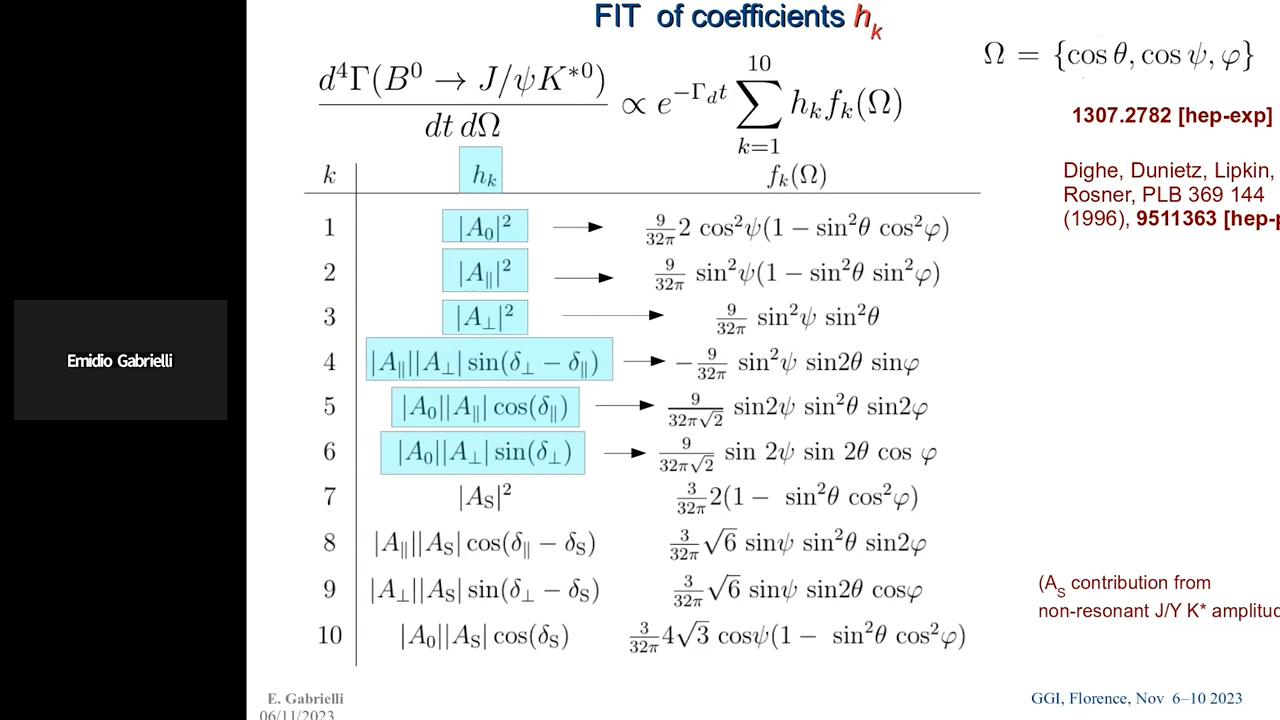 FIT of coefficients h_k
Ω = {cos θ, cos ψ, φ}
d⁴Γ(B⁰ → J/ψK*⁰) / dt dΩ ∝ e^{−Γ_d t} ∑_{k=1}^{10} h_k f_k(Ω)
1307.2782 [hep-exp]
Dighe, Dunietz, Lipkin,
Rosner, PLB 369 144
(1996), 9511363 [hep-p
k h_k f_k(Ω)
1 |A₀|² 9/32π 2 cos²ψ(1 − sin²θ cos²φ)
2 |A_∥|² 9/32π sin²ψ(1 − sin²θ sin²φ)
3 |A_⊥|² 9/32π sin²ψ sin²θ
4 |A_∥||A_⊥| sin(δ_⊥ − δ_∥) −9/32π sin²ψ sin2θ sinφ
5 |A₀||A_∥| cos(δ_∥) 9/32π√2 sin2ψ sin²θ sin2φ
6 |A₀||A_⊥| sin(δ_⊥) 9/32π√2 sin 2ψ sin 2θ cos φ
7 |A_S|² 3/32π 2(1 − sin²θ cos²φ)
8 |A_∥||A_S| cos(δ_∥ − δ_S) 3/32π √6 sinψ sin²θ sin2φ
9 |A_⊥||A_S| sin(δ_⊥ − δ_S) 3/32π √6 sinψ sin2θ cosφ
10 |A₀||A_S| cos(δ_S) 3/32π 4√3 cosψ(1 − sin²θ cos²φ)
Emidio Gabrielli
(A_S contribution from
non-resonant J/Y K* amplitud
E. Gabrielli
06/11/2023
GGI, Florence, Nov 6–10 2023